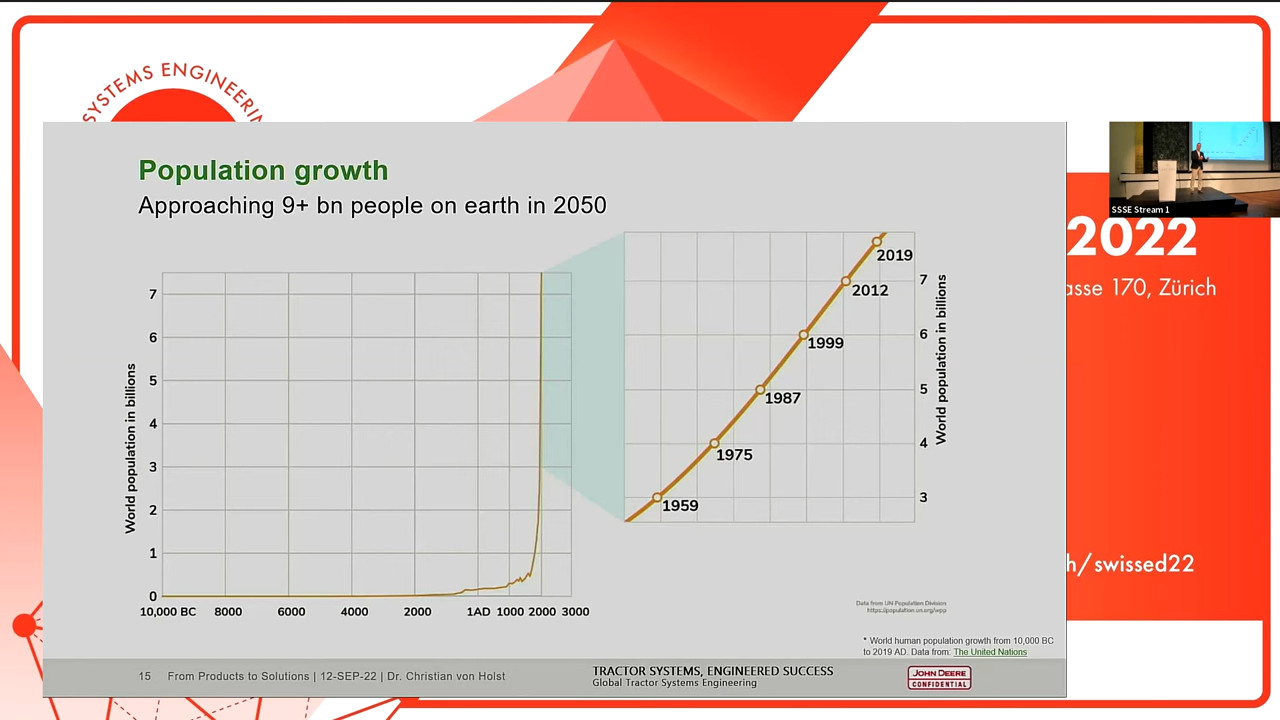 SYSTEMS ENGINEERIN
Population growth
Approaching 9+ bn people on earth in 2050
World population in billions
7
6
5
4
3
2
1
0
10,000 BC 8000 6000 4000 2000 1AD 1000 2000 3000
2019
2012
1999
1987
1975
1959
7
6
5
4
3
World population in billions
Data from UN Population Division
https://population.un.org/wpp
* World human population growth from 10,000 BC
to 2019 AD. Data from: The United Nations
15 From Product to Solutions | 12-SEP-22 | Dr. Christian von Holst
TRACTOR SYSTEMS, ENGINEERED SUCCESS
Global Tractor Systems Engineering
JOHN DEERE
CONFIDENTIAL
SSSE Stream 1
2022
asse 170, Zürich
h/swissed22